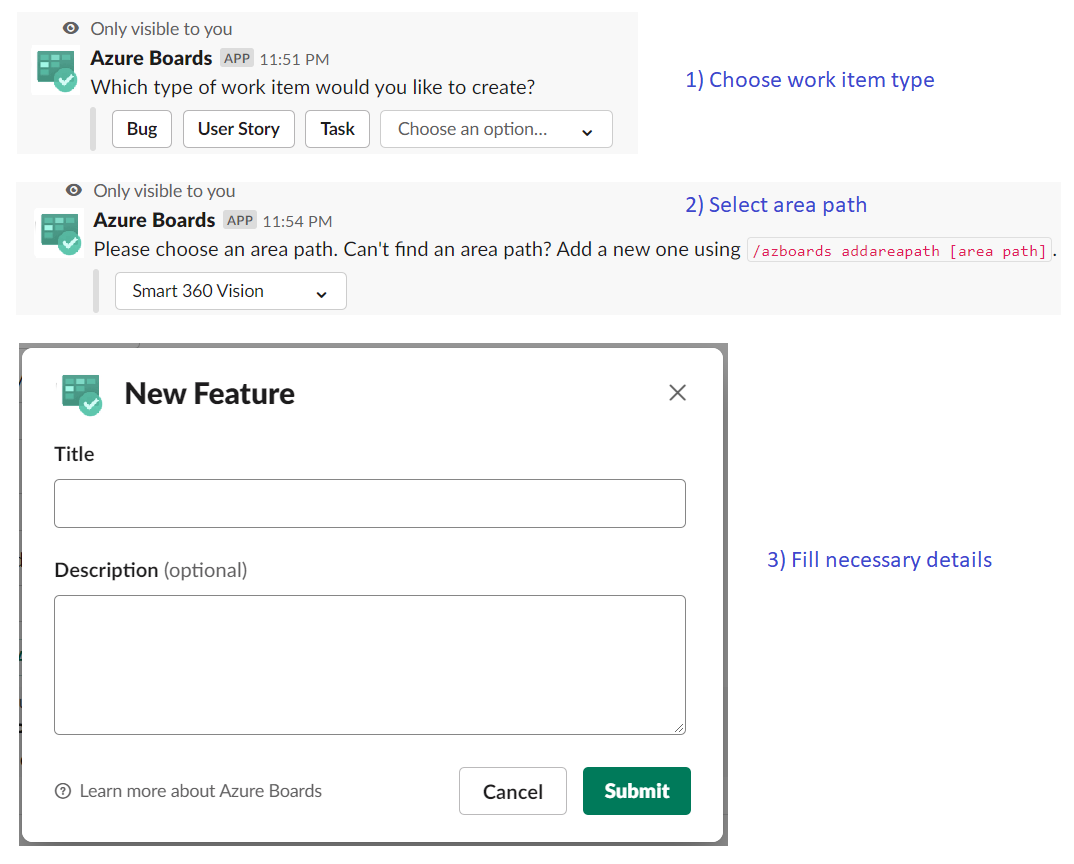 Only visible to you
Azure Boards APP 11:51 PM
Which type of work item would you like to create?
Bug User Story Task Choose an option...
1) Choose work item type
Only visible to you
Azure Boards APP 11:54 PM
2) Select area path
Please choose an area path. Can't find an area path? Add a new one using /azboards addareapath [area path].
Smart 360 Vision
New Feature
Title
Description (optional)
3) Fill necessary details
Learn more about Azure Boards Cancel Submit